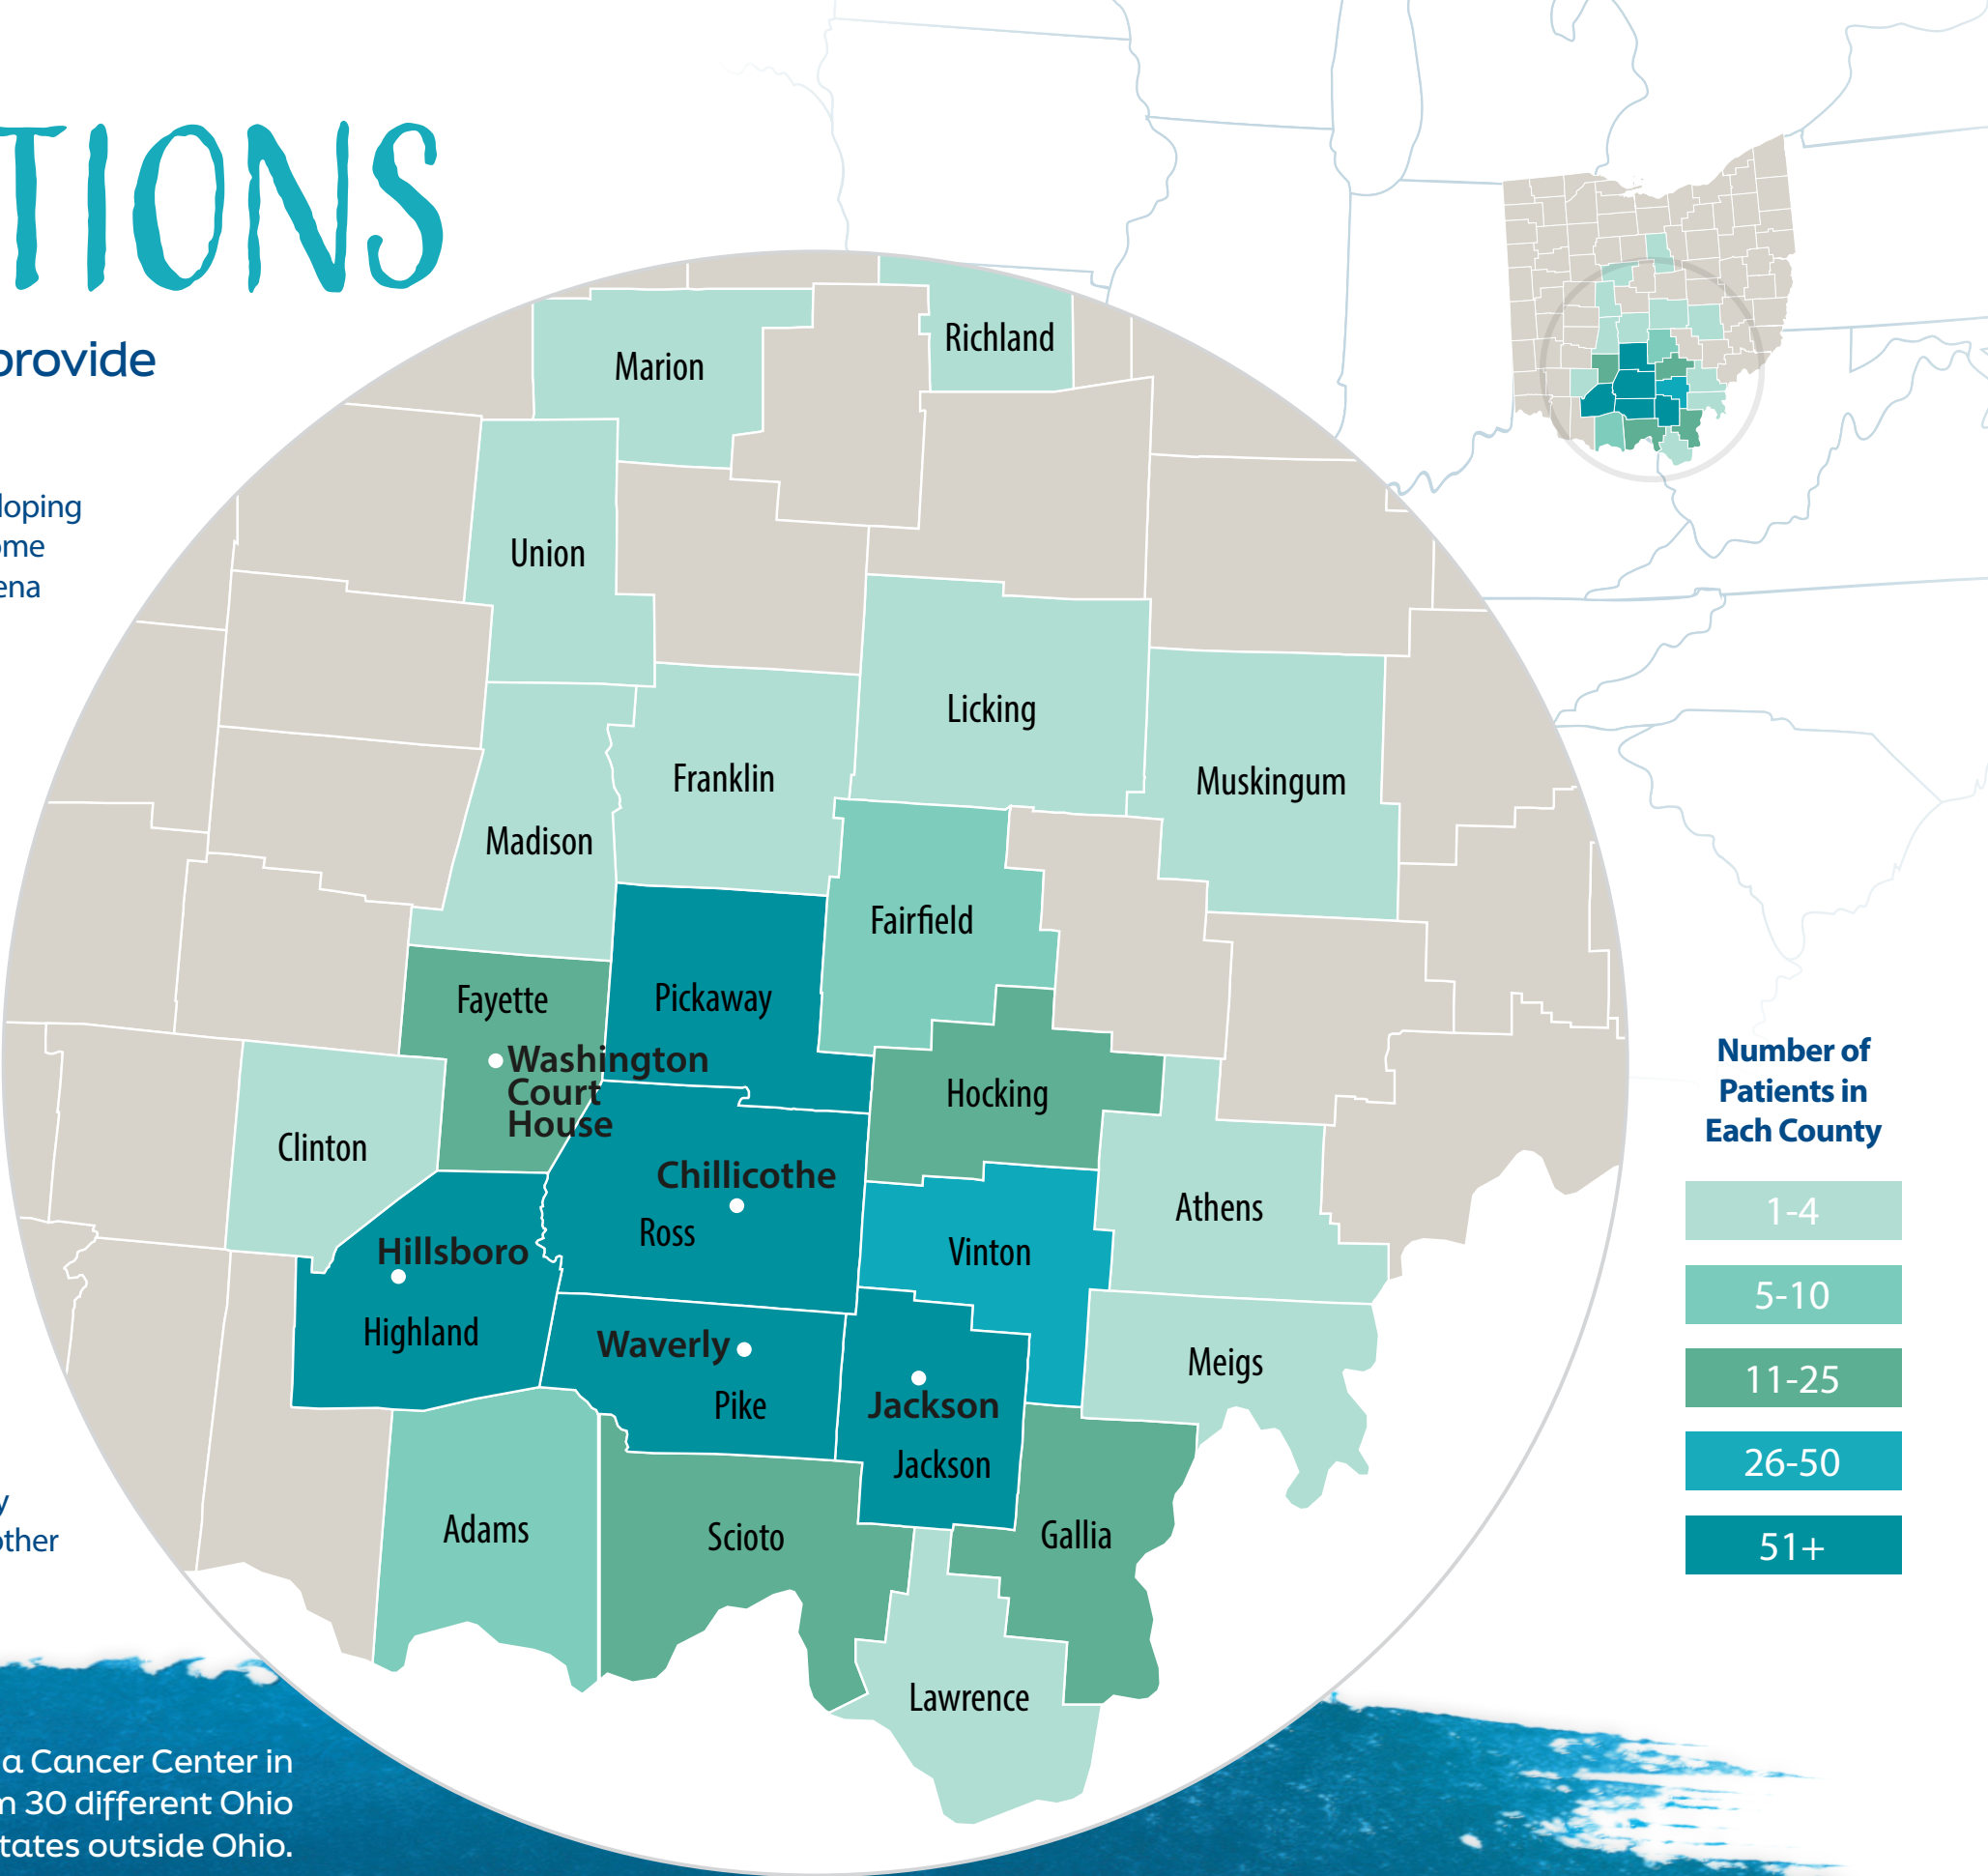 TIONS
provide
loping
ome
ena
Richland
Marion
Union
Licking
Franklin
Muskingum
Madison
Fairfield
Fayette
Pickaway
Washington
Court
House
Hocking
Clinton
Chillicothe
Ross
Athens
Hillsboro
Highland
Vinton
Waverly
Pike
Jackson
Jackson
Meigs
Adams
Scioto
Gallia
Lawrence
Number of
Patients in
Each County
1-4
5-10
11-25
26-50
51+
y
other
a Cancer Center in
m 30 different Ohio
tates outside Ohio.